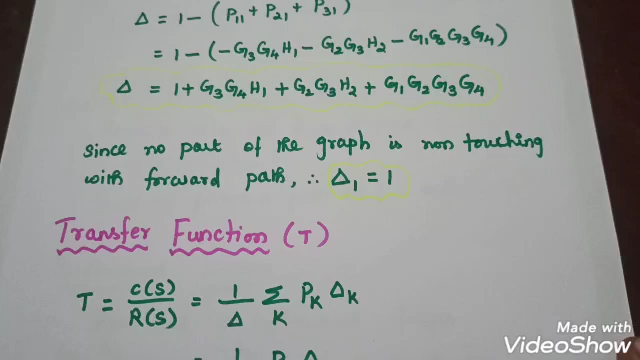 Δ = 1 - (P11 + P21 + P31)
= 1 - (-G3G4H1 - G2G3H2 - G1G2G3G4)
Δ = 1 + G3G4H1 + G2G3H2 + G1G2G3G4
Since no part of the graph is non touching
with forward path, ∴ Δ1 = 1
Transfer Function (T)
T = C(S)/R(S) = 1/Δ Σ_K PK ΔK
Made with
VideoShow